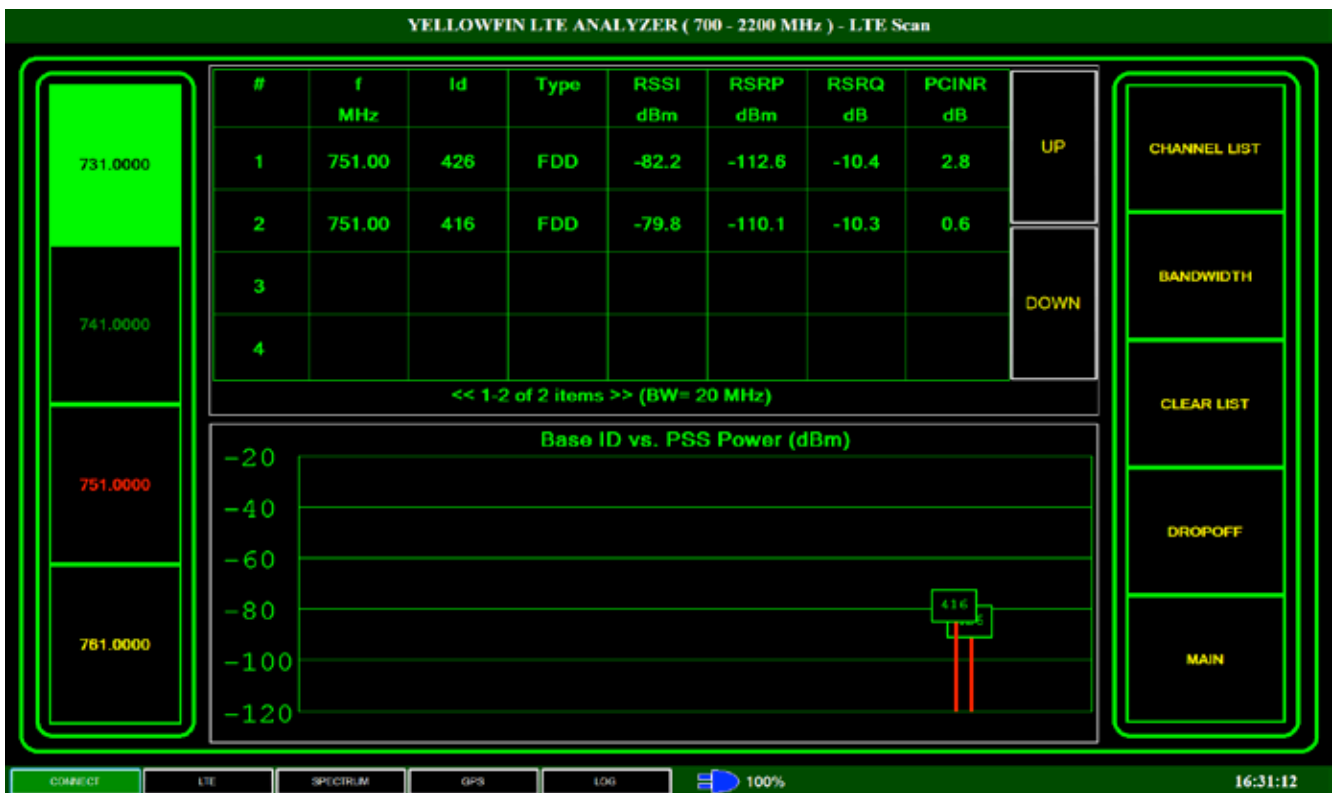 YELLOWFIN LTE ANALYZER ( 700 - 2200 MHz ) - LTE Scan
731.0000
741.0000
751.0000
761.0000
# f MHz Id Type RSSI dBm RSRP dBm RSRQ dB PCINR dB
1 751.00 426 FDD -82.2 -112.6 -10.4 2.8
2 751.00 416 FDD -79.8 -110.1 -10.3 0.6
3
4
<< 1-2 of 2 items >> (BW= 20 MHz)
UP
DOWN
Base ID vs. PSS Power (dBm)
-20
-40
-60
-80
-100
-120
416
CHANNEL LIST
BANDWIDTH
CLEAR LIST
DROPOFF
MAIN
CONNECT LTE SPECTRUM GPS LOG 100% 16:31:12